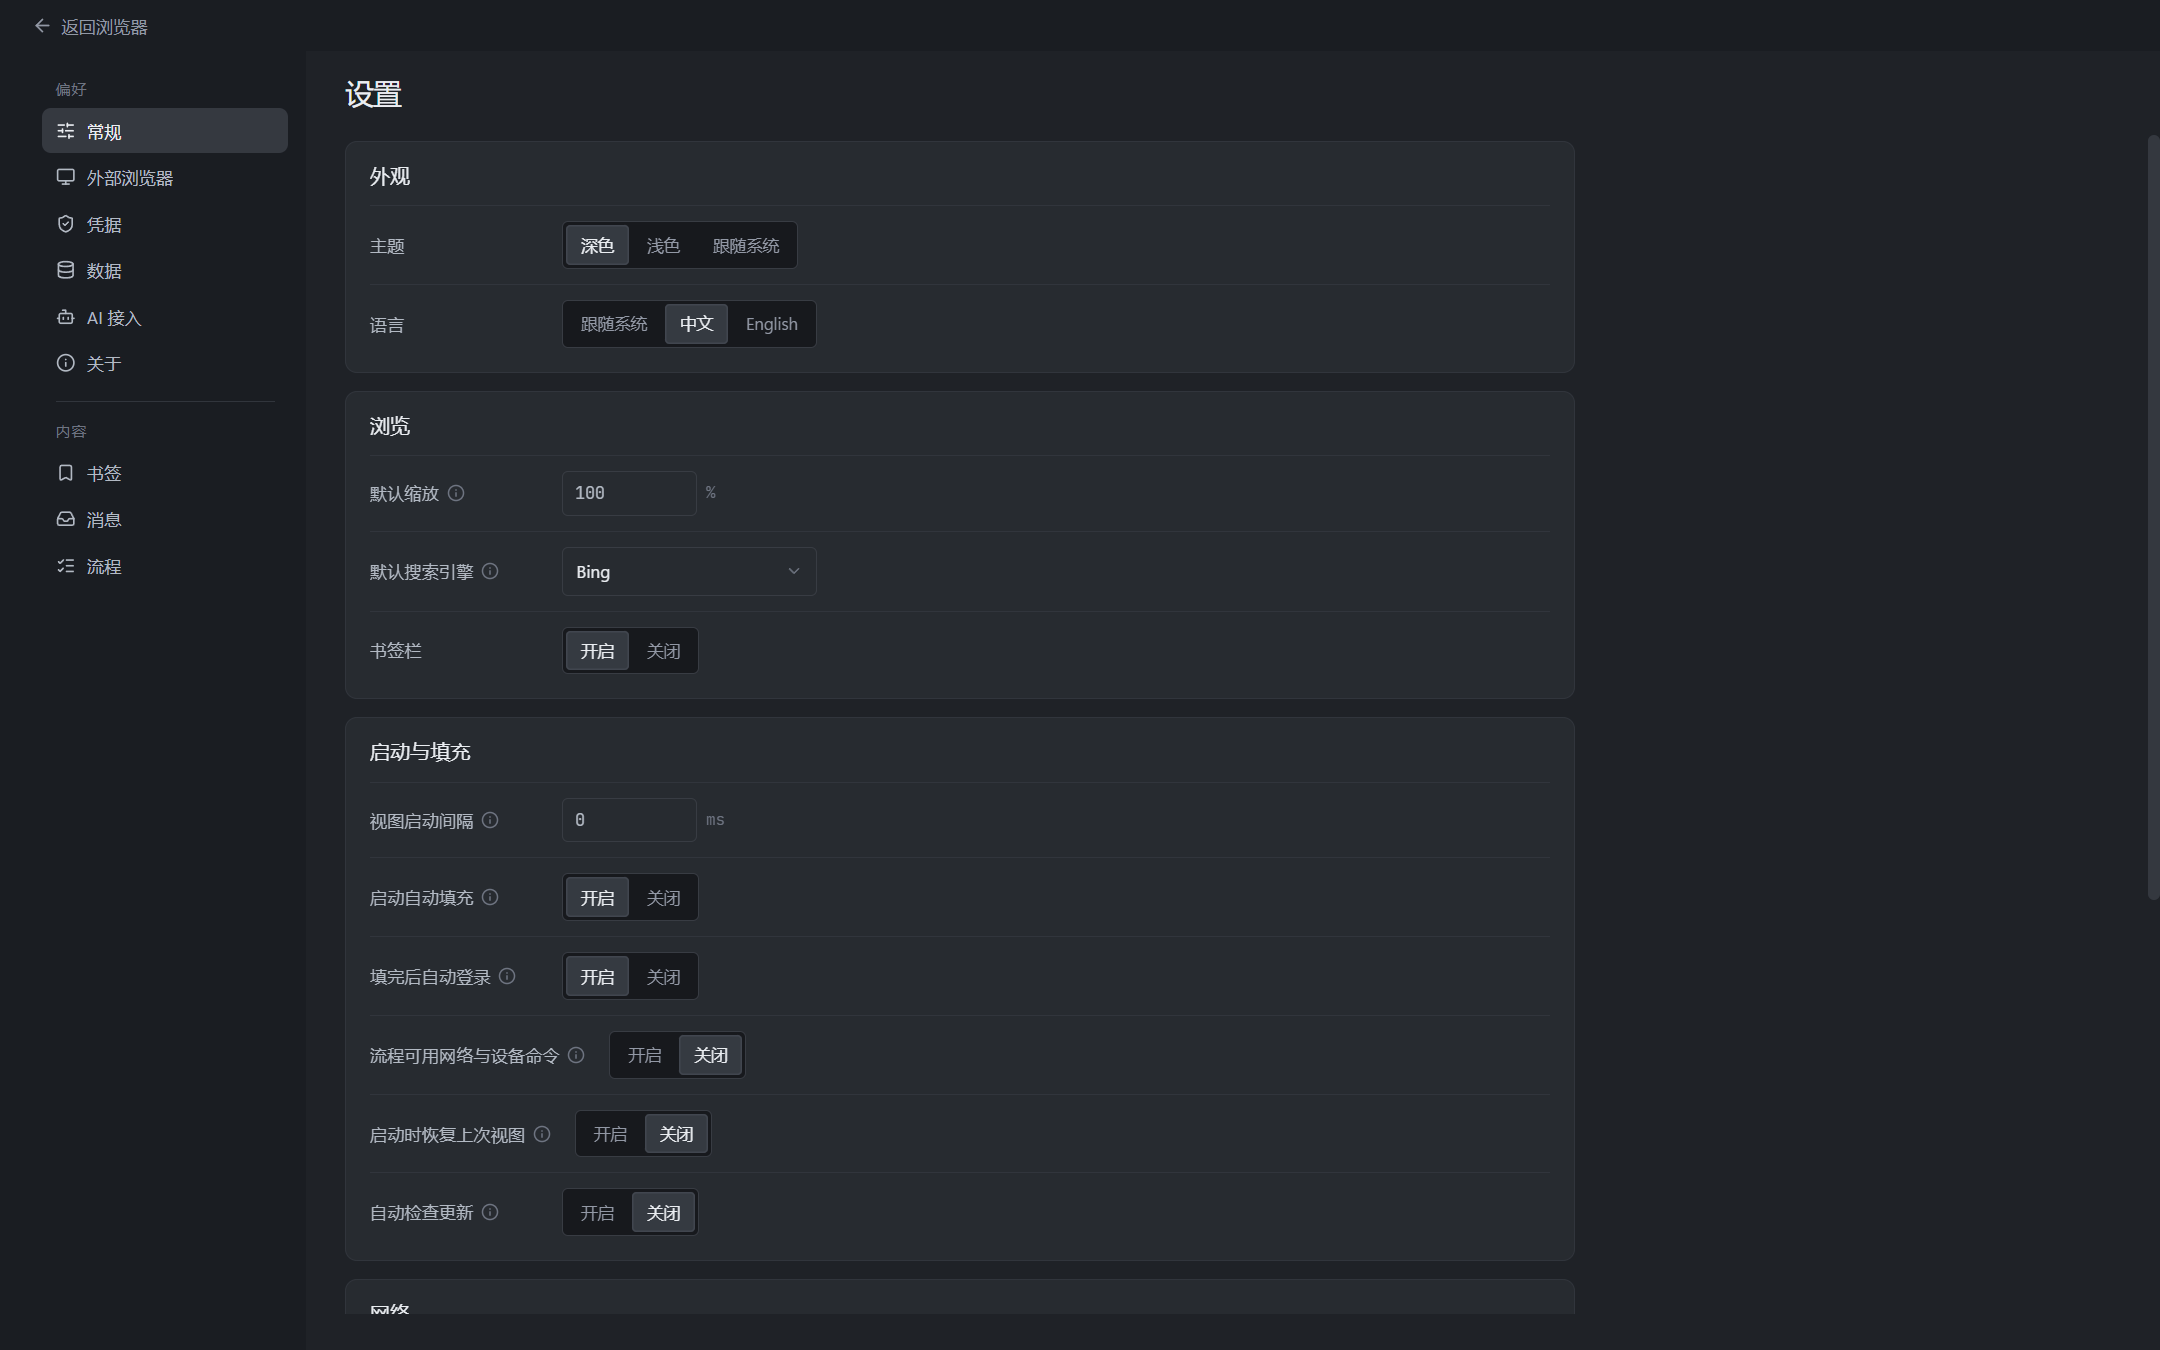 返回浏览器
偏好
常规
外部浏览器
凭据
数据
AI 接入
关于
内容
书签
消息
流程
设置
外观
主题 深色 浅色 跟随系统
语言 跟随系统 中文 English
浏览
默认缩放 100 %
默认搜索引擎 Bing
书签栏 开启 关闭
启动与填充
视图启动间隔 0 ms
启动自动填充 开启 关闭
填完后自动登录 开启 关闭
流程可用网络与设备命令 开启 关闭
启动时恢复上次视图 开启 关闭
自动检查更新 开启 关闭
网络